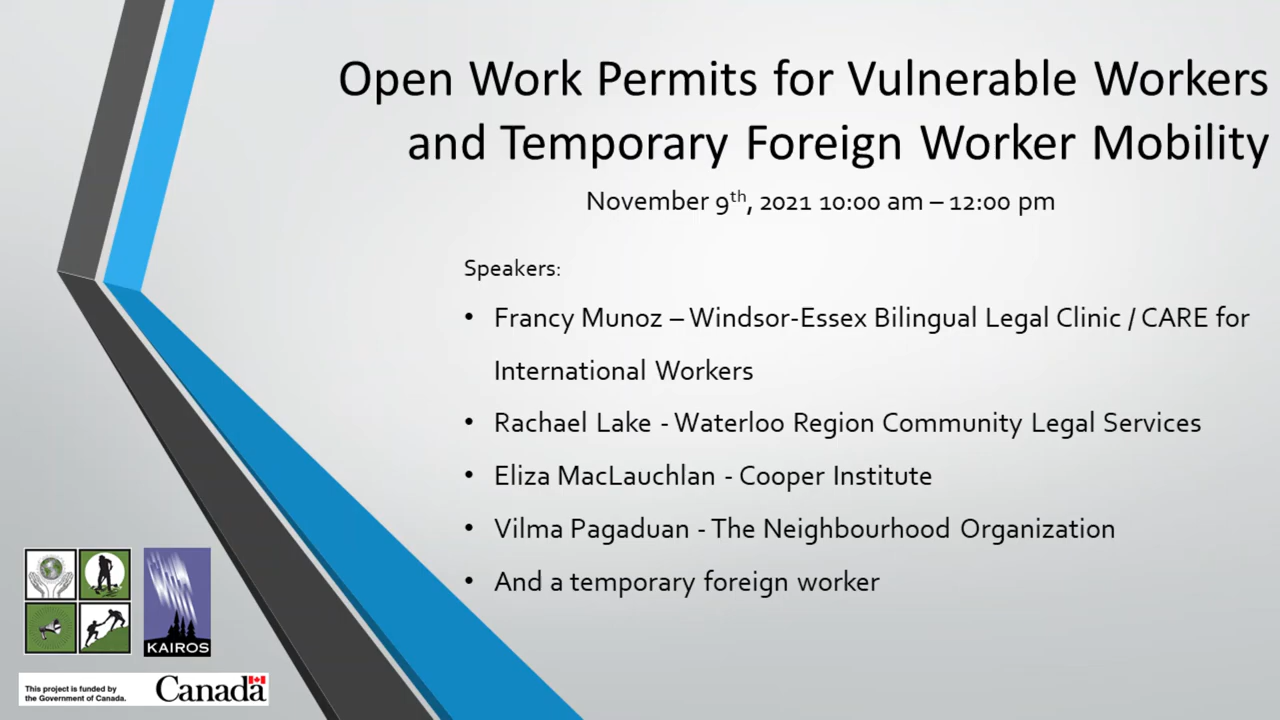 Open Work Permits for Vulnerable Workers
and Temporary Foreign Worker Mobility
November 9th, 2021 10:00 am – 12:00 pm
Speakers:
• Francy Munoz – Windsor-Essex Bilingual Legal Clinic / CARE for
International Workers
• Rachael Lake - Waterloo Region Community Legal Services
• Eliza MacLauchlan - Cooper Institute
• Vilma Pagaduan - The Neighbourhood Organization
• And a temporary foreign worker
KAIROS
This project is funded by
the Government of Canada.
Canada